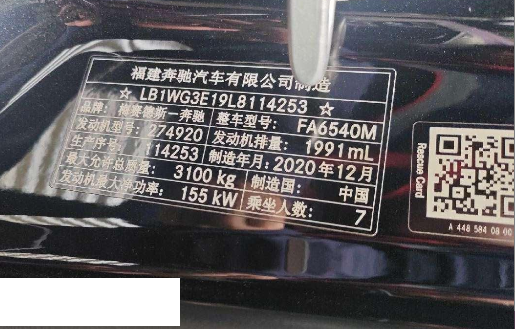 福建奔驰汽车有限公司制造
☆ LB1WG3E19L8114253 ☆
品牌: 梅赛德斯-奔驰 整车型号: FA6540M
发动机型号: 274920 发动机排量: 1991mL
生产序号: 114253 制造年月: 2020年12月
最大允许总质量: 3100 kg 制造国: 中国
发动机最大净功率: 155 kW 乘坐人数: 7
Rescue Card
A 448 584 08 00